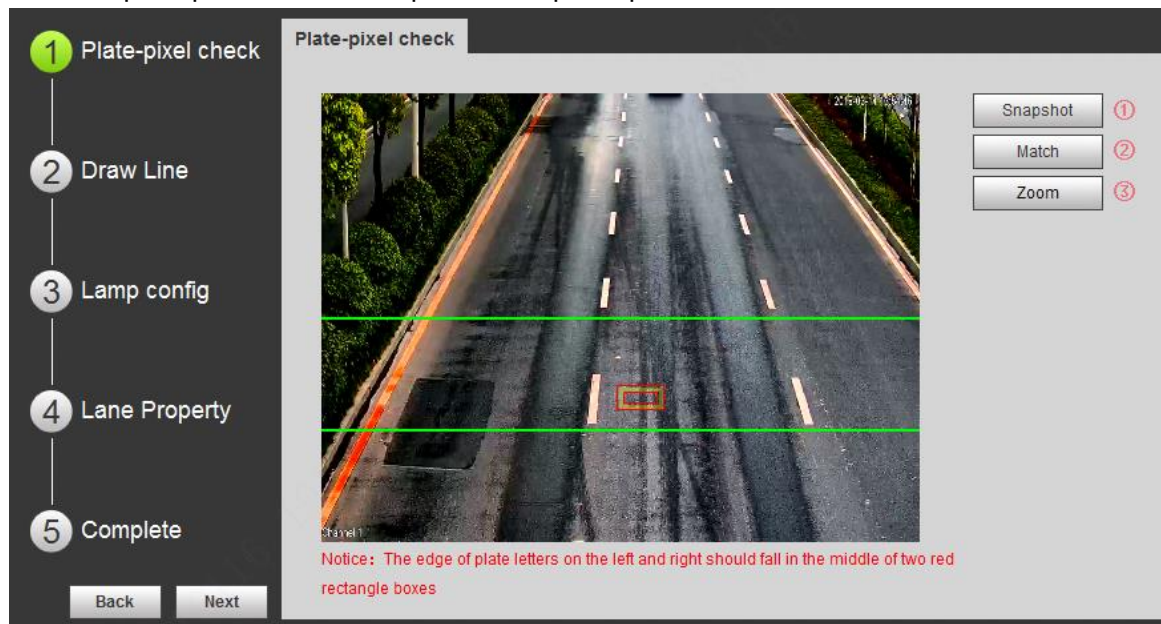 1 Plate-pixel check
2 Draw Line
3 Lamp config
4 Lane Property
5 Complete
Back Next
Plate-pixel check
Snapshot ①
Match ②
Zoom ③
Channel 1
Notice：The edge of plate letters on the left and right should fall in the middle of two red
rectangle boxes